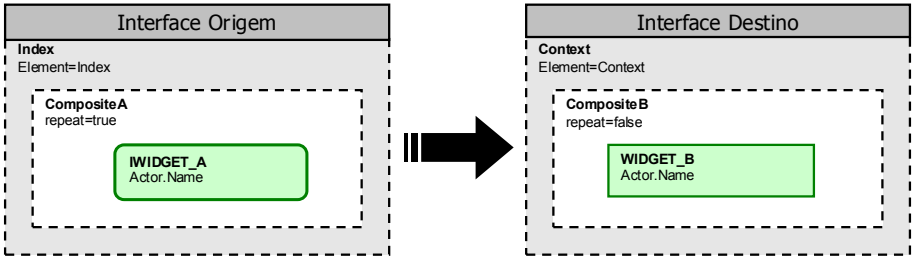 Interface Origem
Index
Element=Index
CompositeA
repeat=true
IWIDGET_A
Actor.Name
Interface Destino
Context
Element=Context
CompositeB
repeat=false
WIDGET_B
Actor.Name